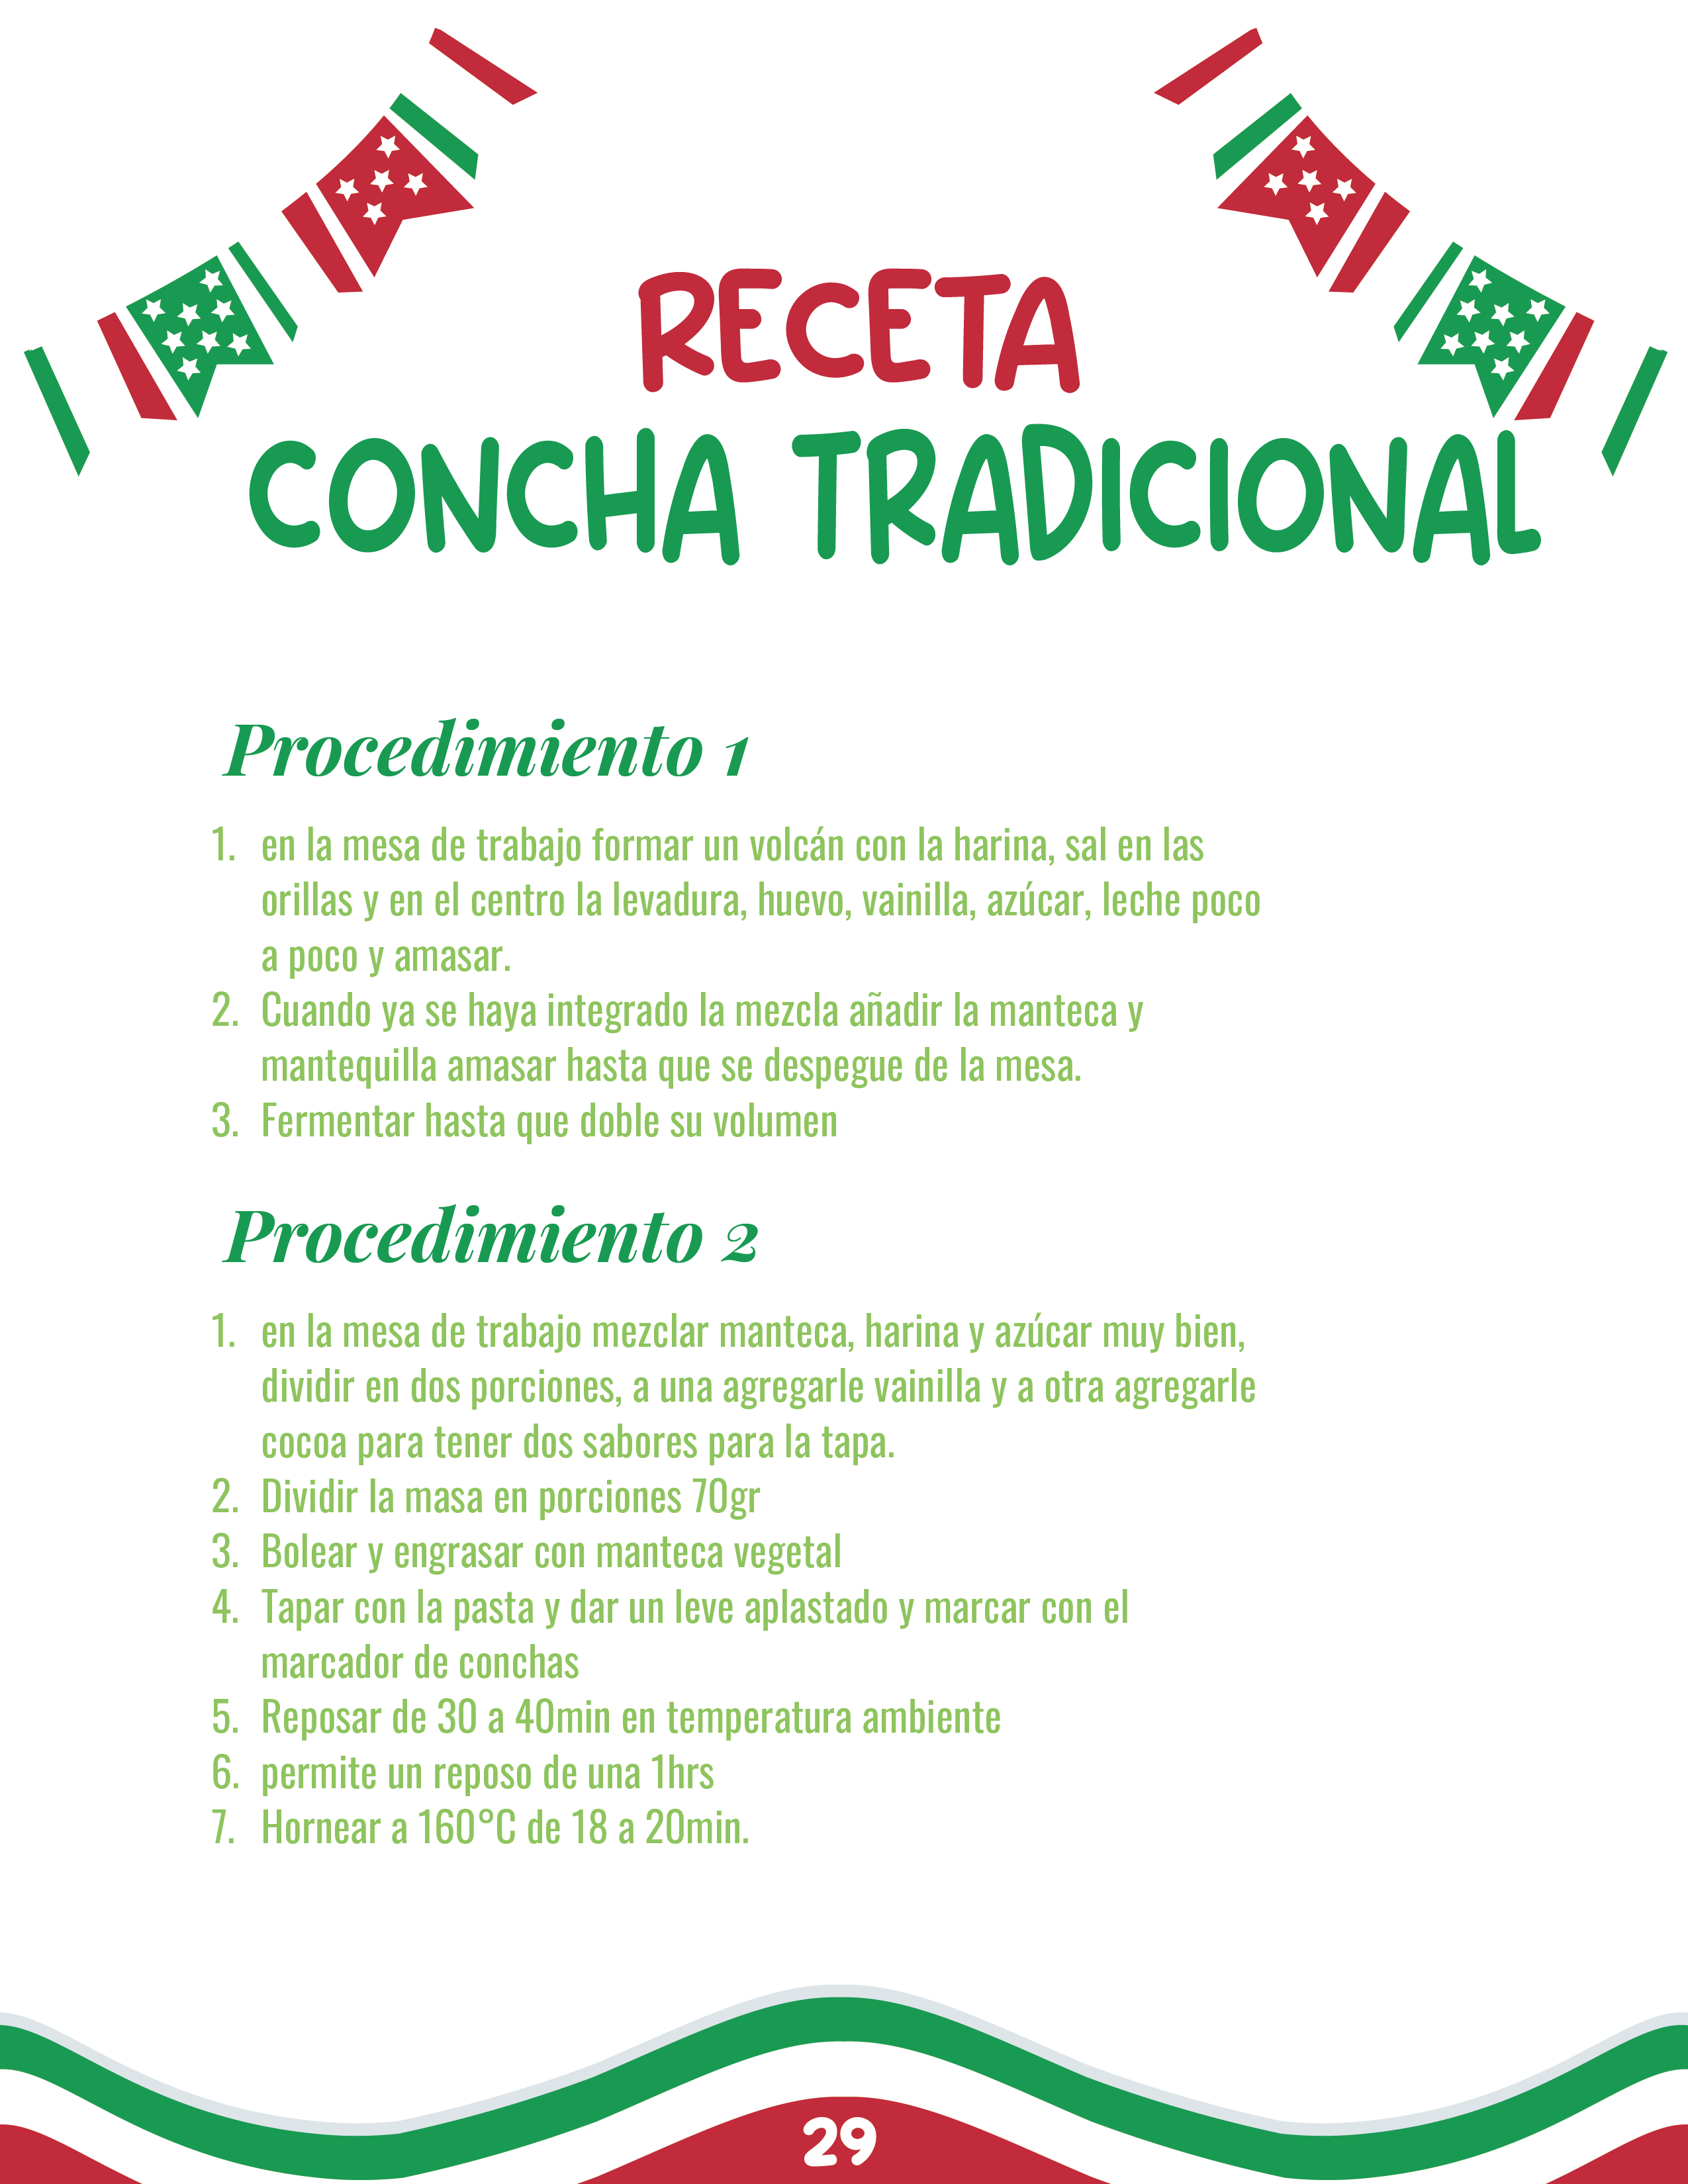 RECETA
CONCHA TRADICIONAL
Procedimiento 1
1. en la mesa de trabajo formar un volcán con la harina, sal en las
orillas y en el centro la levadura, huevo, vainilla, azúcar, leche poco
a poco y amasar.
2. Cuando ya se haya integrado la mezcla añadir la manteca y
mantequilla amasar hasta que se despegue de la mesa.
3. Fermentar hasta que doble su volumen
Procedimiento 2
1. en la mesa de trabajo mezclar manteca, harina y azúcar muy bien,
dividir en dos porciones, a una agregarle vainilla y a otra agregarle
cocoa para tener dos sabores para la tapa.
2. Dividir la masa en porciones 70gr
3. Bolear y engrasar con manteca vegetal
4. Tapar con la pasta y dar un leve aplastado y marcar con el
marcador de conchas
5. Reposar de 30 a 40min en temperatura ambiente
6. permite un reposo de una 1hrs
7. Hornear a 160°C de 18 a 20min.
29